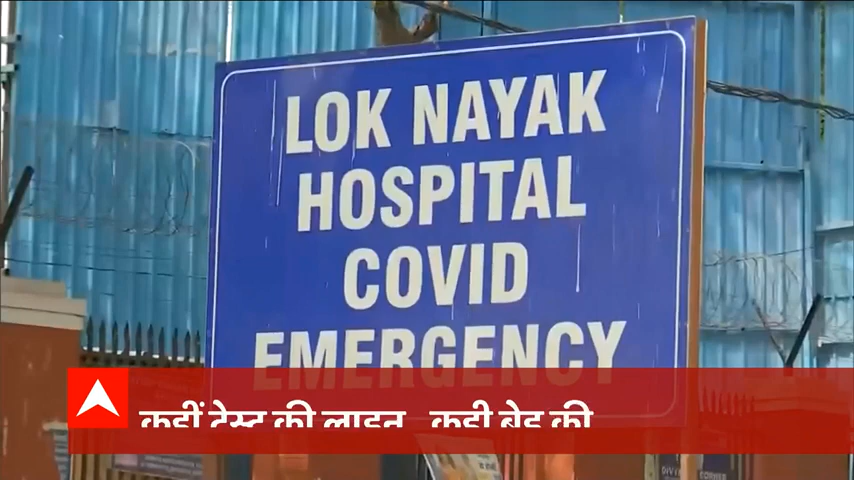 LOK NAYAK
HOSPITAL
COVID
EMERGENCY
कहीं टेस्ट की लाइन.. कही बेड की